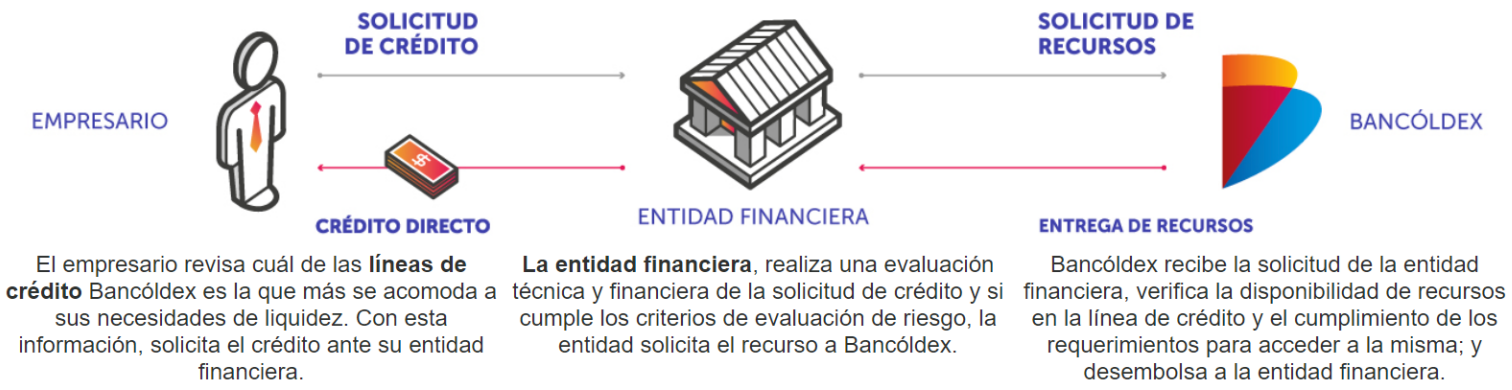 SOLICITUD
DE CRÉDITO
SOLICITUD DE
RECURSOS
EMPRESARIO
BANCÓLDEX
$
CRÉDITO DIRECTO
ENTIDAD FINANCIERA
ENTREGA DE RECURSOS
El empresario revisa cuál de las líneas de
crédito Bancóldex es la que más se acomoda a
sus necesidades de liquidez. Con esta
información, solicita el crédito ante su entidad
financiera.
La entidad financiera, realiza una evaluación
técnica y financiera de la solicitud de crédito y si
cumple los criterios de evaluación de riesgo, la
entidad solicita el recurso a Bancóldex.
Bancóldex recibe la solicitud de la entidad
financiera, verifica la disponibilidad de recursos
en la línea de crédito y el cumplimiento de los
requerimientos para acceder a la misma; y
desembolsa a la entidad financiera.